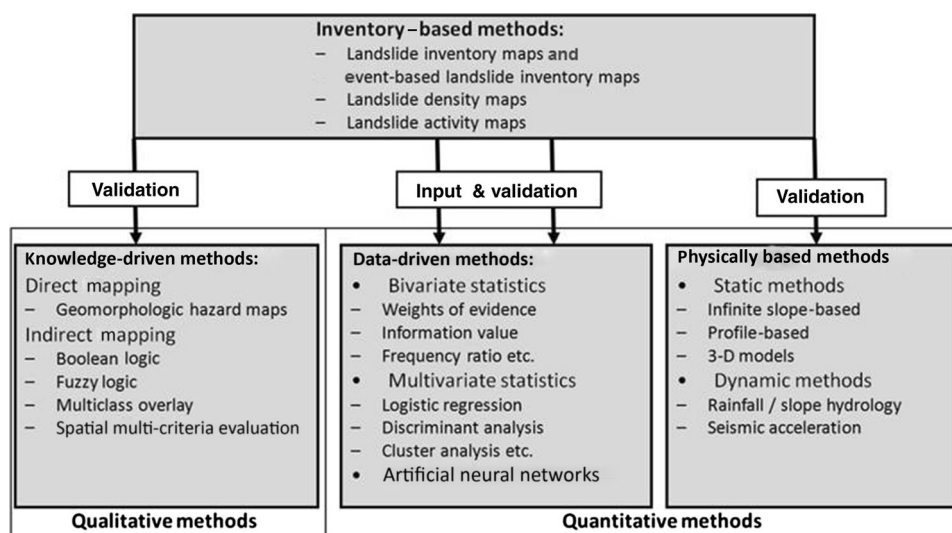 Inventory–based methods:
– Landslide inventory maps and
event-based landslide inventory maps
– Landslide density maps
– Landslide activity maps
Validation
Input & validation
Validation
Knowledge-driven methods:
Direct mapping
– Geomorphologic hazard maps
Indirect mapping
– Boolean logic
– Fuzzy logic
– Multiclass overlay
– Spatial multi-criteria evaluation
Qualitative methods
Data-driven methods:
• Bivariate statistics
– Weights of evidence
– Information value
– Frequency ratio etc.
• Multivariate statistics
– Logistic regression
– Discriminant analysis
– Cluster analysis etc.
• Artificial neural networks
Physically based methods
• Static methods
– Infinite slope-based
– Profile-based
– 3-D models
• Dynamic methods
– Rainfall / slope hydrology
– Seismic acceleration
Quantitative methods